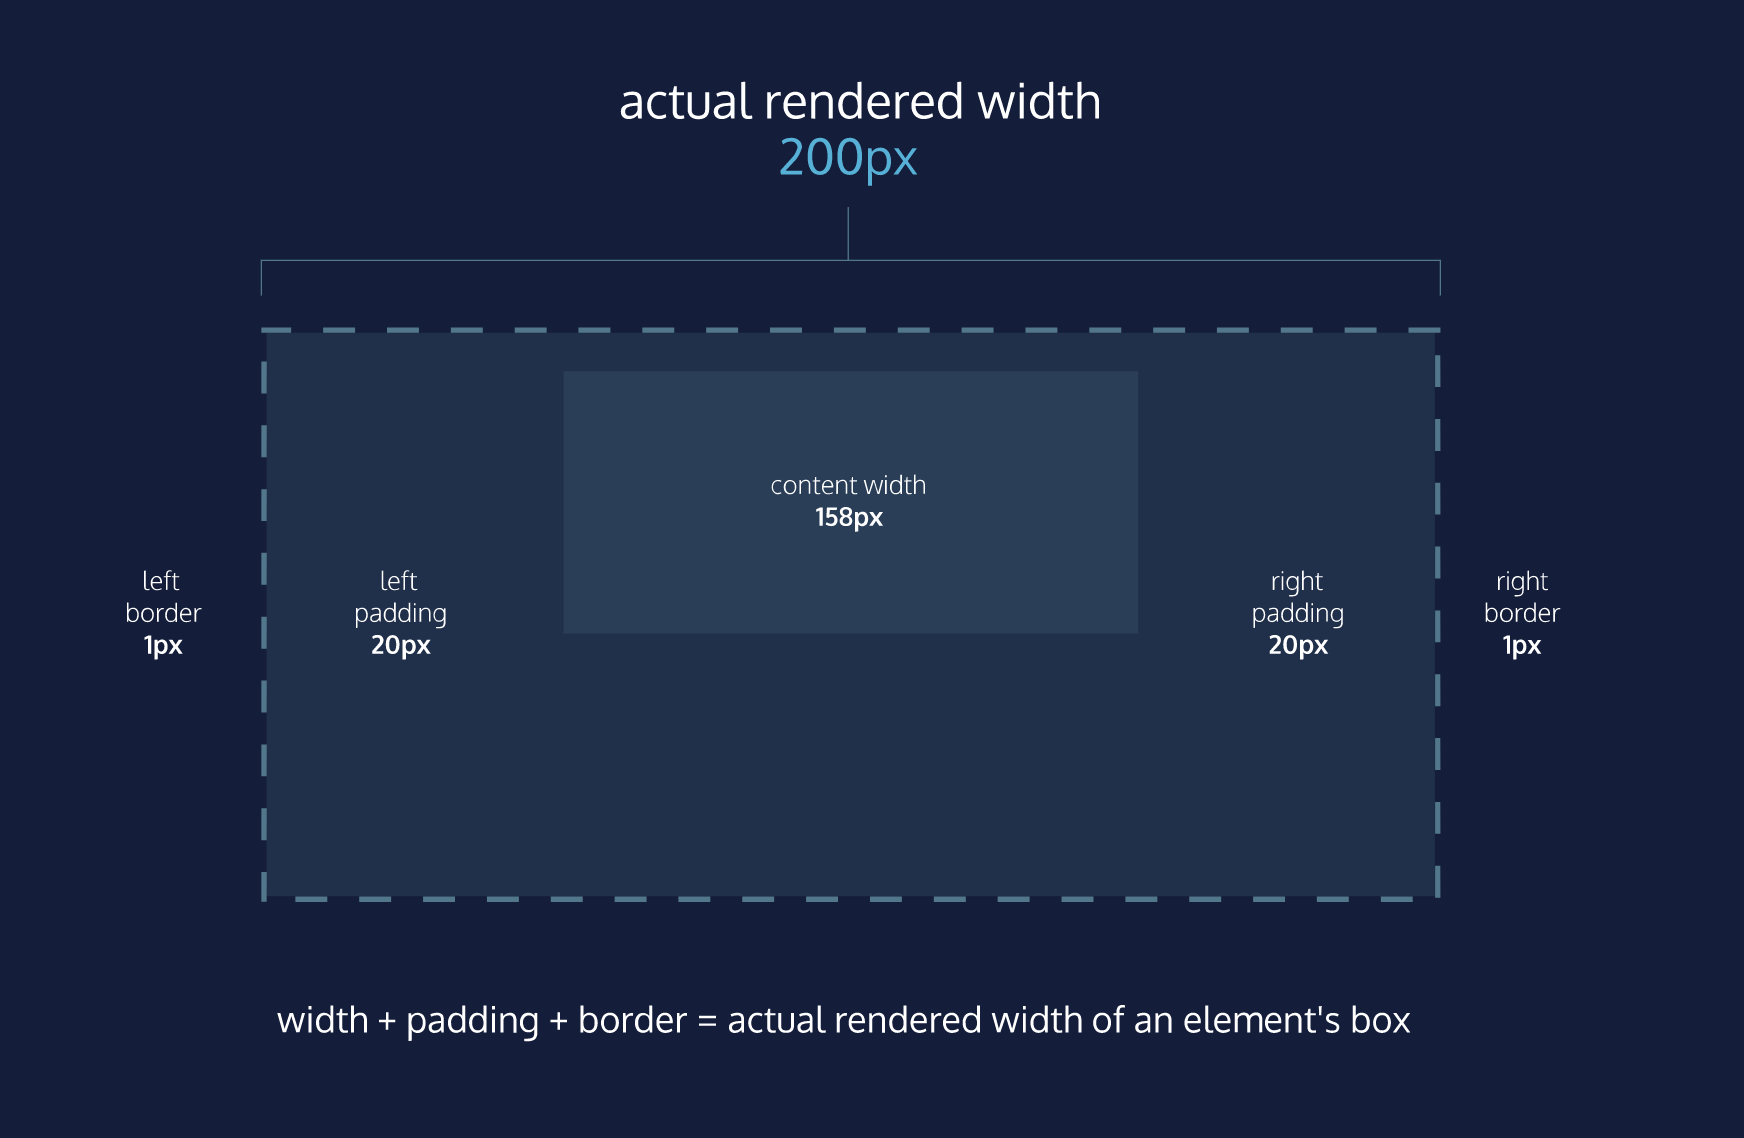 actual rendered width
200px
content width
158px
left
border
1px
left
padding
20px
right
padding
20px
right
border
1px
width + padding + border = actual rendered width of an element's box